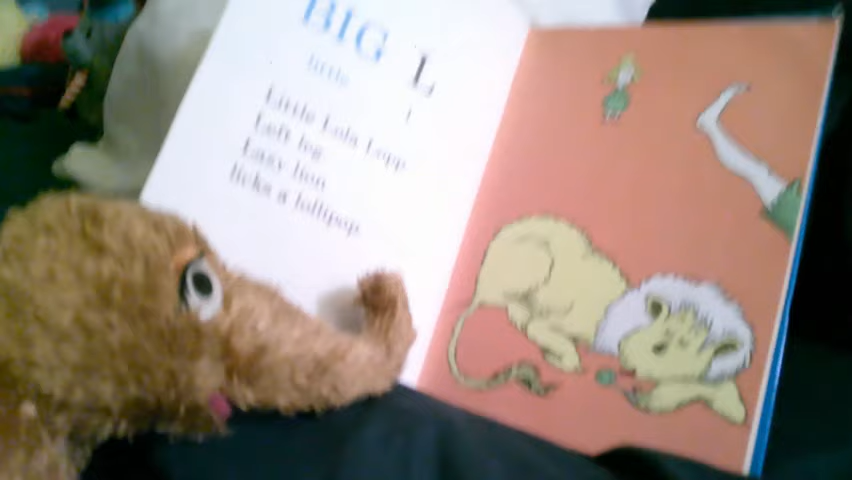 BIG L
little l
Little Lola Lopp
Left leg
Lazy lion
licks a lollipop